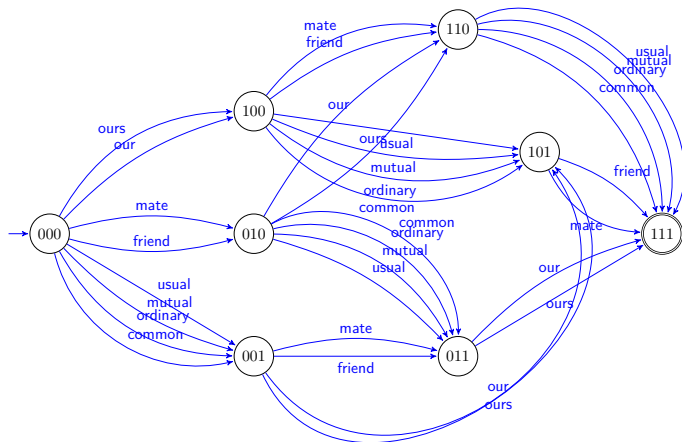 mate
friend
110
usual
mutual
ordinary
common
100
ours
our
our
ours
usual
mutual
ordinary
101
friend
mate
common
000
mate
friend
010
common
ordinary
mutual
usual
111
usual
mutual
ordinary
common
our
ours
001
mate
friend
011
our
ours